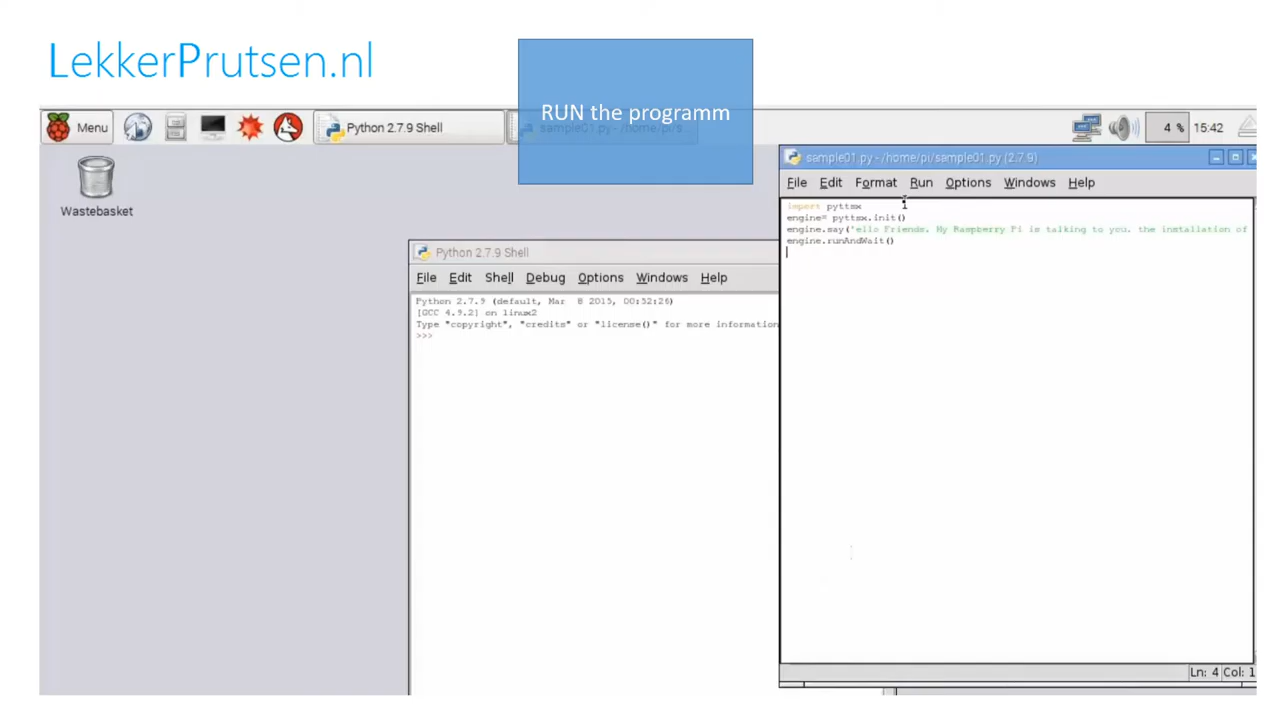 LekkerPrutsen.nl
RUN the programm
Menu
Python 2.7.9 Shell
sample01.py - /home/pi/s...
4 %
15:42
Wastebasket
sample01.py - /home/pi/sample01.py (2.7.9)
File Edit Format Run Options Windows Help
import pyttsx
engine= pyttsx.init()
engine.say('ello Friends, My Raspberry Pi is talking to you. the installation of
engine.runAndWait()
Ln: 4 Col: 1
Python 2.7.9 Shell
File Edit Shell Debug Options Windows Help
Python 2.7.9 (default, Mar 8 2015, 00:52:26)
[GCC 4.9.2] on linux2
Type "copyright", "credits" or "license()" for more information
>>>